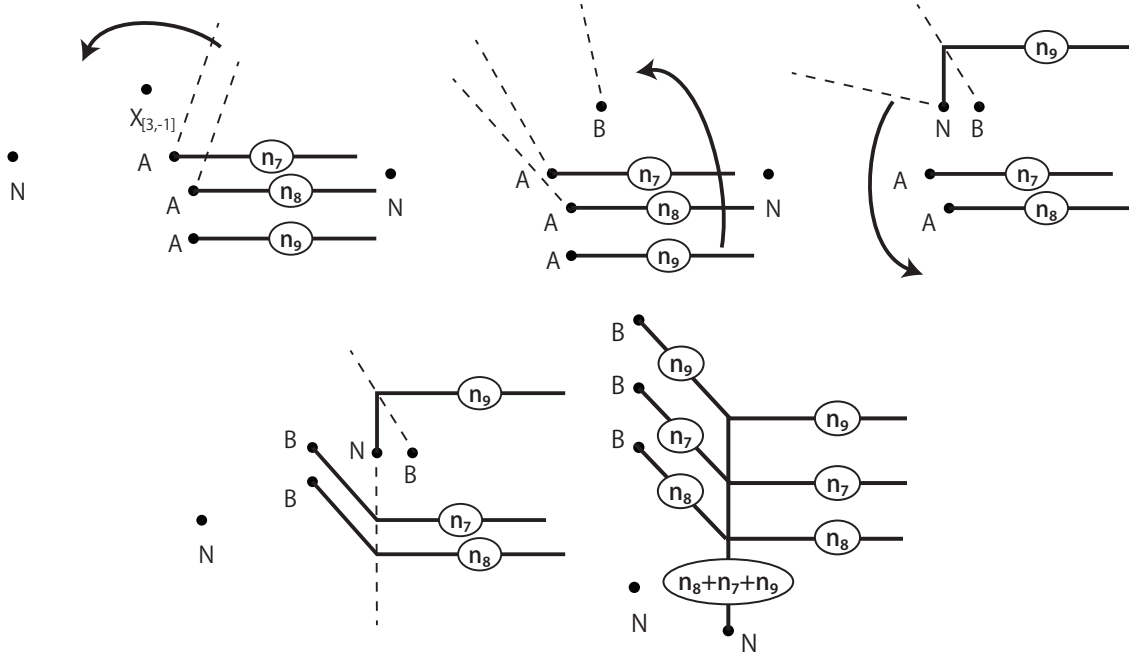 X[3,-1]
A n₇
N
A n₈ N
A n₉
B
A n₇
A n₈ N
A n₉
n₉
N B
A n₇
A n₈
n₉
B N B
B n₇
N n₈
B n₉
B n₉
B n₇ n₇
n₈ n₈
n₈+n₇+n₉
N N